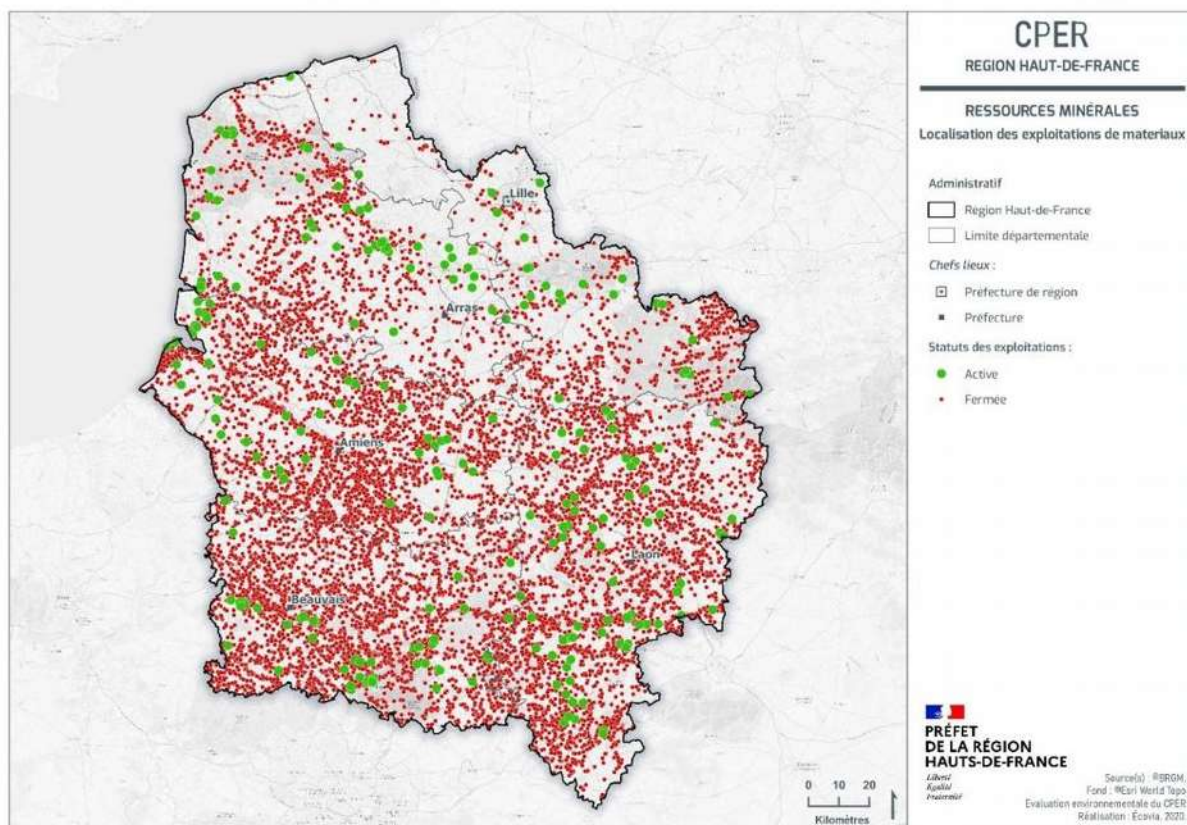 CPER
REGION HAUT-DE-FRANCE
RESSOURCES MINÉRALES
Localisation des exploitations de materiaux
Administratif
Région Haut-de-France
Limite départementale
Chefs lieux :
Préfecture de région
Préfecture
Statuts des exploitations :
Active
Fermée
Lille
Arras
Amiens
Laon
Beauvais
0 10 20
Kilomètres
PRÉFET
DE LA RÉGION
HAUTS-DE-FRANCE
Liberté
Égalité
Fraternité
Source(s) : ®BRGM,
Fond : ®Esri World Topo
Evaluation environnementale du CPER
Réalisation : Écovia, 2020